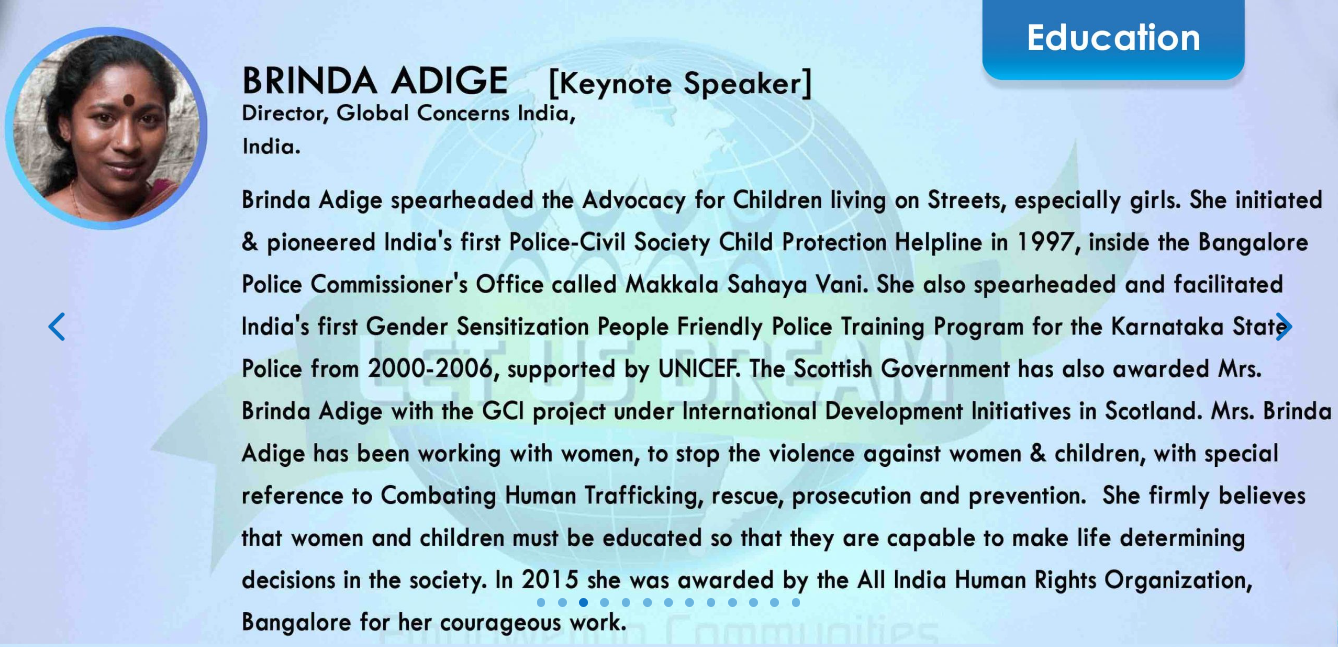 Education
BRINDA ADIGE [Keynote Speaker]
Director, Global Concerns India,
India.
Brinda Adige spearheaded the Advocacy for Children living on Streets, especially girls. She initiated
& pioneered India's first Police-Civil Society Child Protection Helpline in 1997, inside the Bangalore
Police Commissioner's Office called Makkala Sahaya Vani. She also spearheaded and facilitated
India's first Gender Sensitization People Friendly Police Training Program for the Karnataka State
Police from 2000-2006, supported by UNICEF. The Scottish Government has also awarded Mrs.
Brinda Adige with the GCI project under International Development Initiatives in Scotland. Mrs. Brinda
Adige has been working with women, to stop the violence against women & children, with special
reference to Combating Human Trafficking, rescue, prosecution and prevention.  She firmly believes
that women and children must be educated so that they are capable to make life determining
decisions in the society. In 2015 she was awarded by the All India Human Rights Organization,
Bangalore for her courageous work.
LET US DREAM
Empowering Communities